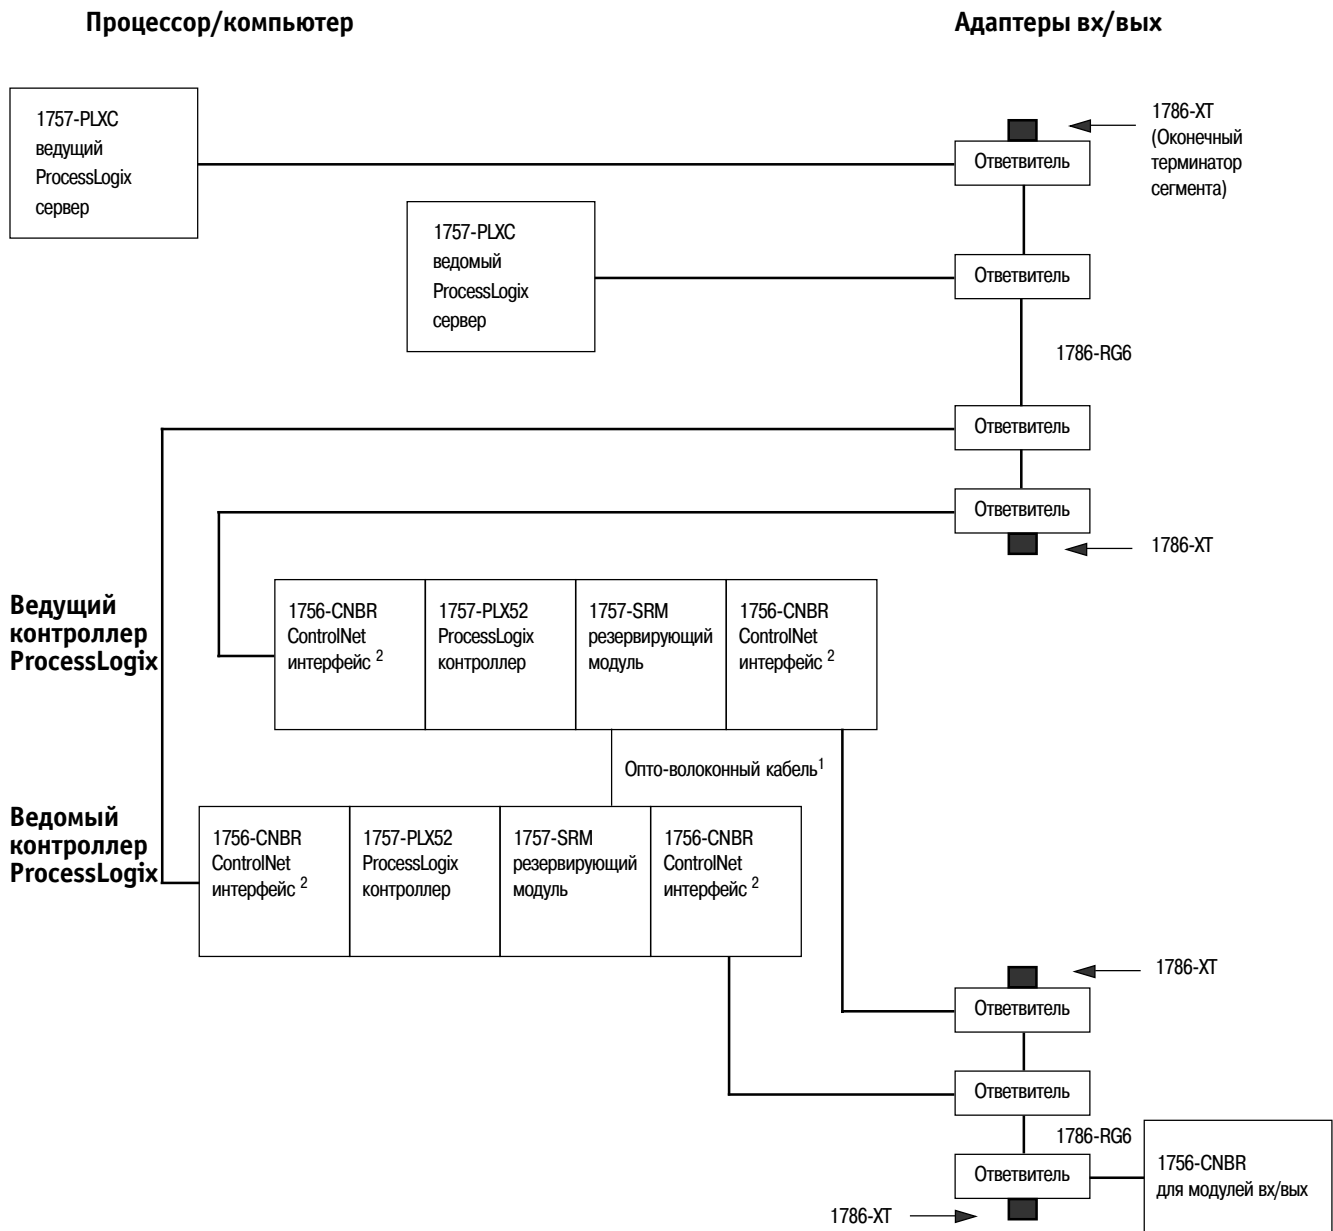 Процессор/компьютер
Адаптеры вх/вых
1757-PLXC
ведущий
ProcessLogix
сервер
Ответвитель
1786-XT
(Оконечный
терминатор
сегмента)
1757-PLXC
ведомый
ProcessLogix
сервер
Ответвитель
1786-RG6
Ответвитель
Ответвитель
1786-XT
Ведущий
контроллер
ProcessLogix
1756-CNBR
ControlNet
интерфейс 2
1757-PLX52
ProcessLogix
контроллер
1757-SRM
резервирующий
модуль
1756-CNBR
ControlNet
интерфейс 2
Опто-волоконный кабель1
Ведомый
контроллер
ProcessLogix
1756-CNBR
ControlNet
интерфейс 2
1757-PLX52
ProcessLogix
контроллер
1757-SRM
резервирующий
модуль
1756-CNBR
ControlNet
интерфейс 2
1786-XT
Ответвитель
Ответвитель
1786-RG6
Ответвитель
1756-CNBR
для модулей вх/вых
1786-XT